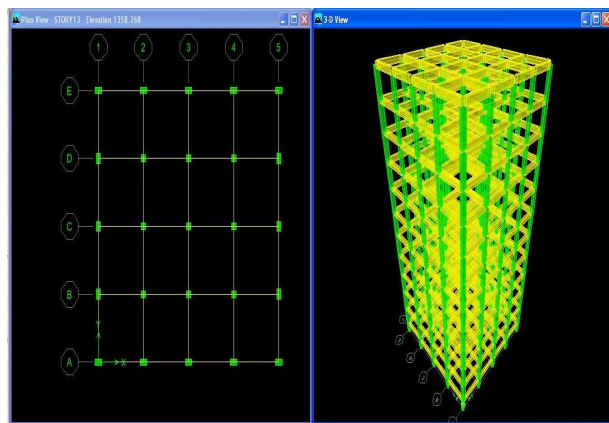 Plan View - STORY13 - Elevation 1358.268
1 2 3 4 5
E
D
C
B
Y
A
X
3-D View